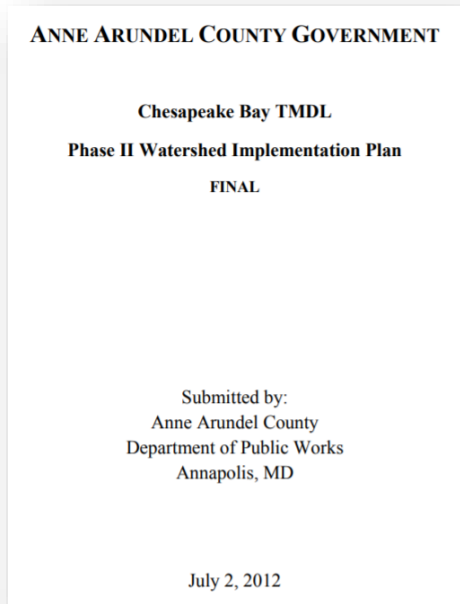 ANNE ARUNDEL COUNTY GOVERNMENT
Chesapeake Bay TMDL
Phase II Watershed Implementation Plan
FINAL
Submitted by:
Anne Arundel County
Department of Public Works
Annapolis, MD
July 2, 2012